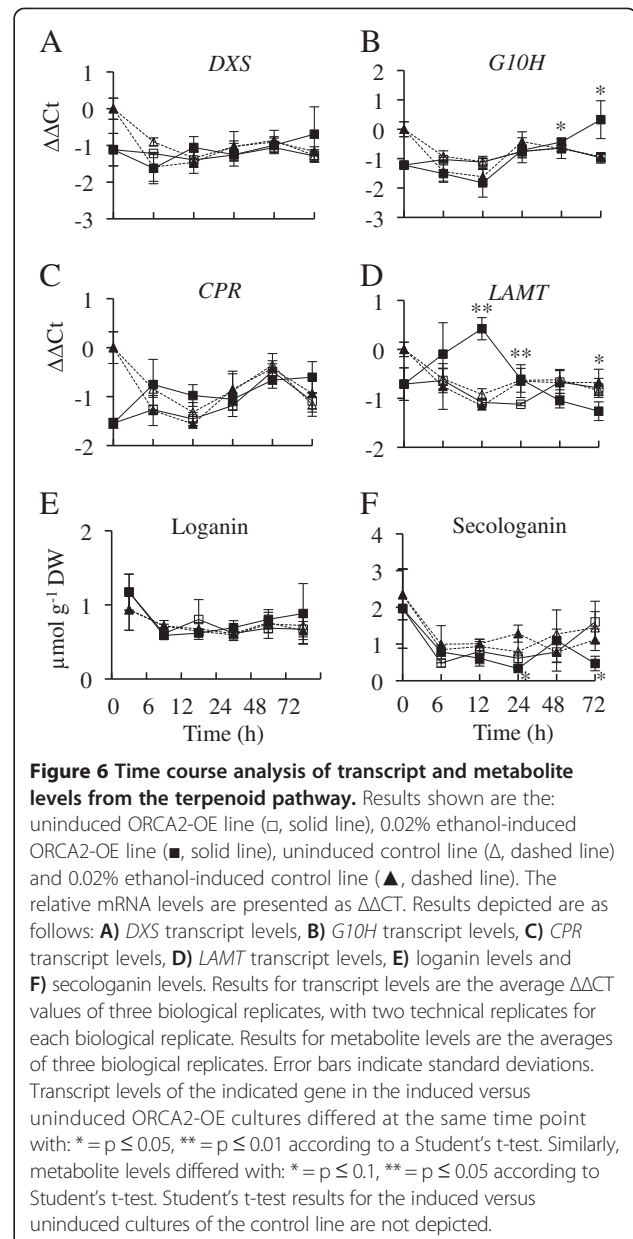 A
DXS
1
0
-1
-2
-3
ΔΔCt
B
G10H
2
1
0
-1
-2
-3
*
*
C
CPR
1
0
-1
-2
ΔΔCt
D
LAMT
1
0
-1
-2
**
**
*
E
Loganin
2
1
0
µmol g-1 DW
0 6 12 24 48 72
Time (h)
F
Secologanin
4
3
2
1
0
*
*
0 6 12 24 48 72
Time (h)
Figure 6 Time course analysis of transcript and metabolite
levels from the terpenoid pathway. Results shown are the:
uninduced ORCA2-OE line (□, solid line), 0.02% ethanol-induced
ORCA2-OE line (■, solid line), uninduced control line (Δ, dashed line)
and 0.02% ethanol-induced control line (▲, dashed line). The
relative mRNA levels are presented as ΔΔCT. Results depicted are as
follows: A) DXS transcript levels, B) G10H transcript levels, C) CPR
transcript levels, D) LAMT transcript levels, E) loganin levels and
F) secologanin levels. Results for transcript levels are the average ΔΔCT
values of three biological replicates, with two technical replicates for
each biological replicate. Results for metabolite levels are the averages
of three biological replicates. Error bars indicate standard deviations.
Transcript levels of the indicated gene in the induced versus
uninduced ORCA2-OE cultures differed at the same time point
with: * = p ≤ 0.05, ** = p ≤ 0.01 according to a Student's t-test. Similarly,
metabolite levels differed with: * = p ≤ 0.1, ** = p ≤ 0.05 according to
Student's t-test. Student's t-test results for the induced versus
uninduced cultures of the control line are not depicted.